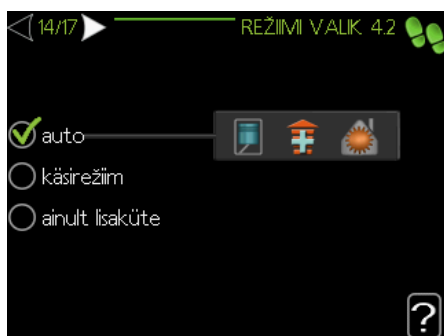 14/17 REŽIIMI VALIK 4.2
auto
käsirežiim
ainult lisaküte
?